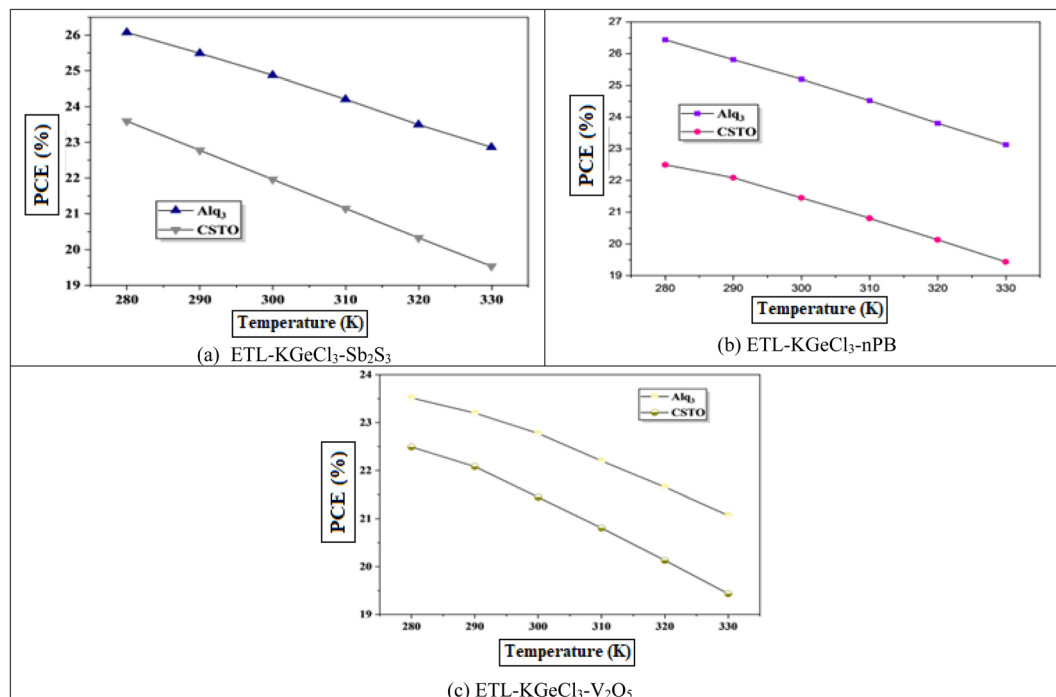 26
25
24
23
22
21
20
19
PCE (%)
Alq₃
CSTO
280 290 300 310 320 330
Temperature (K)
(a) ETL-KGeCl₃-Sb₂S₃
27
26
25
24
23
22
21
20
19
PCE (%)
Alq₃
CSTO
280 290 300 310 320 330
Temperature (K)
(b) ETL-KGeCl₃-nPB
24
23
22
21
20
19
PCE (%)
Alq₃
CSTO
280 290 300 310 320 330
Temperature (K)
(c) ETL-KGeCl₃-V₂O₅